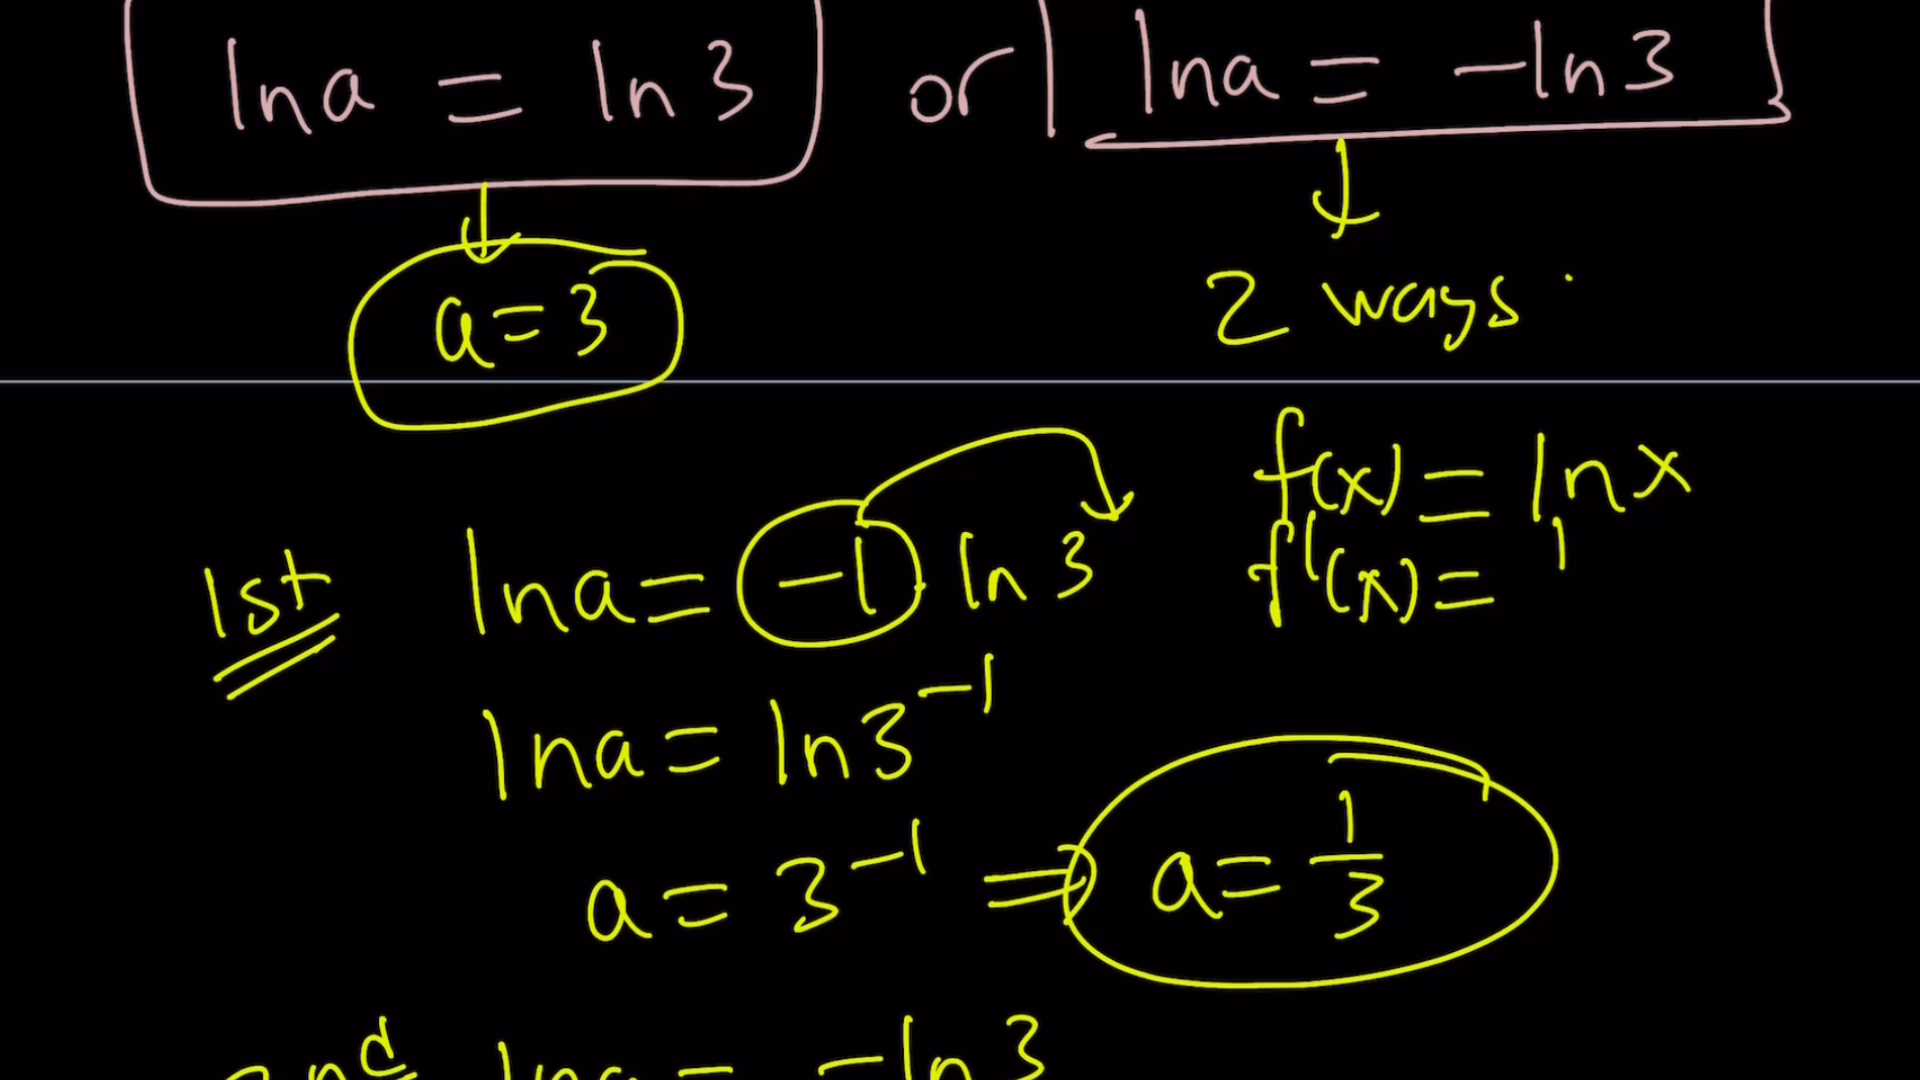 ln a = ln 3 or ln a = -ln 3
a = 3
2 ways
f(x) = ln x
1st ln a = -1 ln 3
f'(x) = 1
ln a = ln 3^-1
a = 3^-1 ⇒ a = 1/3
2nd ln a = -ln 3